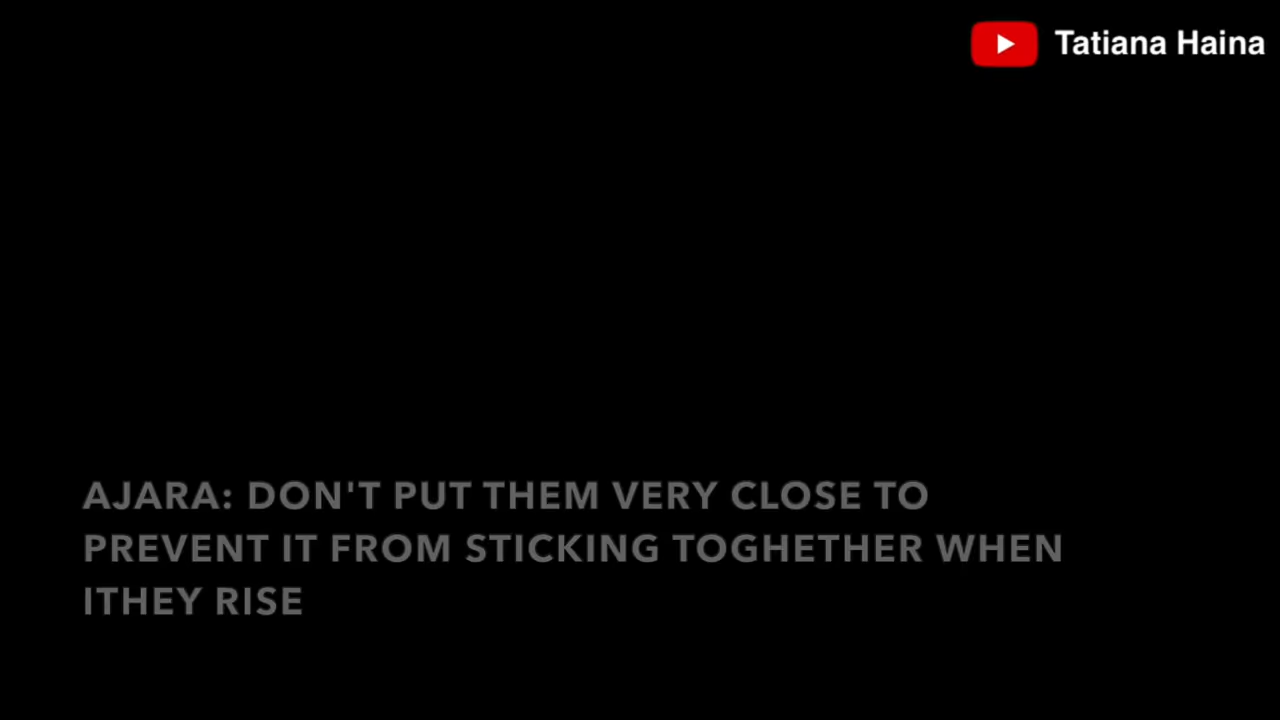 Tatiana Haina
AJARA: DON'T PUT THEM VERY CLOSE TO
PREVENT IT FROM STICKING TOGHETHER WHEN
ITHEY RISE